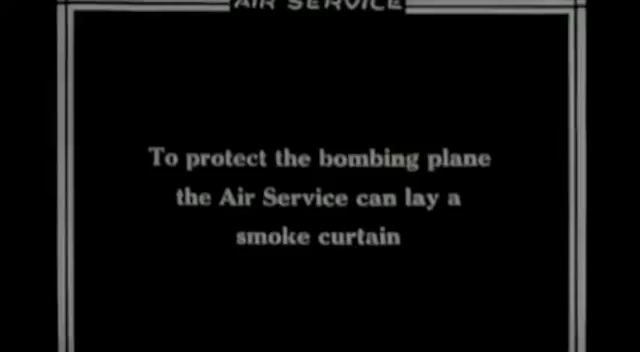 AIR SERVICE
To protect the bombing plane
the Air Service can lay a
smoke curtain